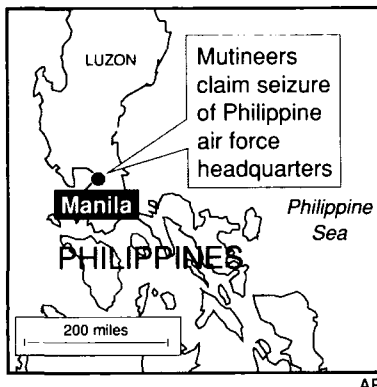 LUZON
Mutineers
claim seizure
of Philippine
air force
headquarters
Manila
Philippine
Sea
PHILIPPINES
200 miles
AP